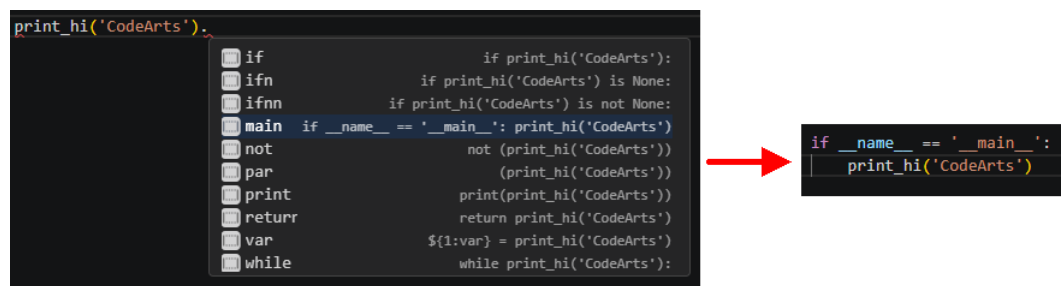 print_hi('CodeArts').
if if print_hi('CodeArts'):
ifn if print_hi('CodeArts') is None:
ifnn if print_hi('CodeArts') is not None:
main if __name__ == '__main__': print_hi('CodeArts')
not not (print_hi('CodeArts'))
par (print_hi('CodeArts'))
print print(print_hi('CodeArts'))
return return print_hi('CodeArts')
var ${1:var} = print_hi('CodeArts')
while while print_hi('CodeArts'):
if __name__ == '__main__':
print_hi('CodeArts')